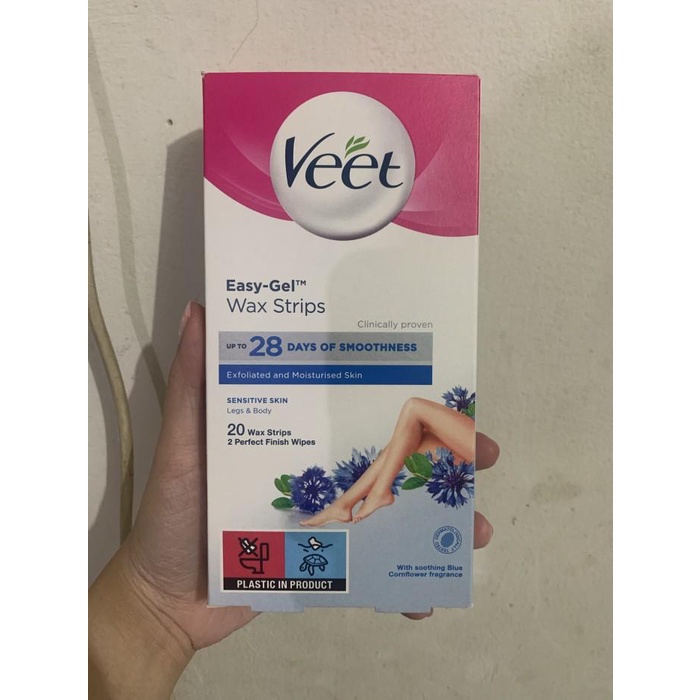 Veet
Easy-Gel™
Wax Strips
Clinically proven
UP TO 28 DAYS OF SMOOTHNESS
Exfoliated and Moisturised Skin
SENSITIVE SKIN
Legs & Body
20 Wax Strips
2 Perfect Finish Wipes
PLASTIC IN PRODUCT
With soothing Blue
Cornflower fragrance